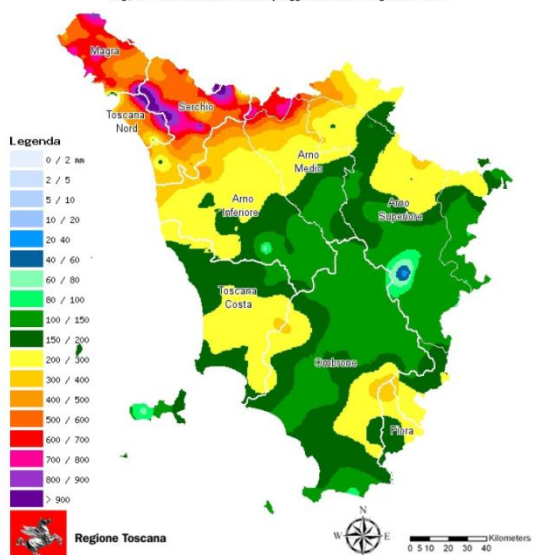 Magra
Serchio
Toscana
Nord
Arno
Medio
Arno
Inferiore
Arno
Superiore
Toscana
Costa
Ombrone
Fiora
Legenda
0 / 2 mm
2 / 5
5 / 10
10 / 20
20 40
40 / 60
60 / 80
80 / 100
100 / 150
150 / 200
200 / 300
300 / 400
400 / 500
500 / 600
600 / 700
700 / 800
800 / 900
> 900
Regione Toscana
N
W E
S
Kilometers
0 5 10 20 30 40